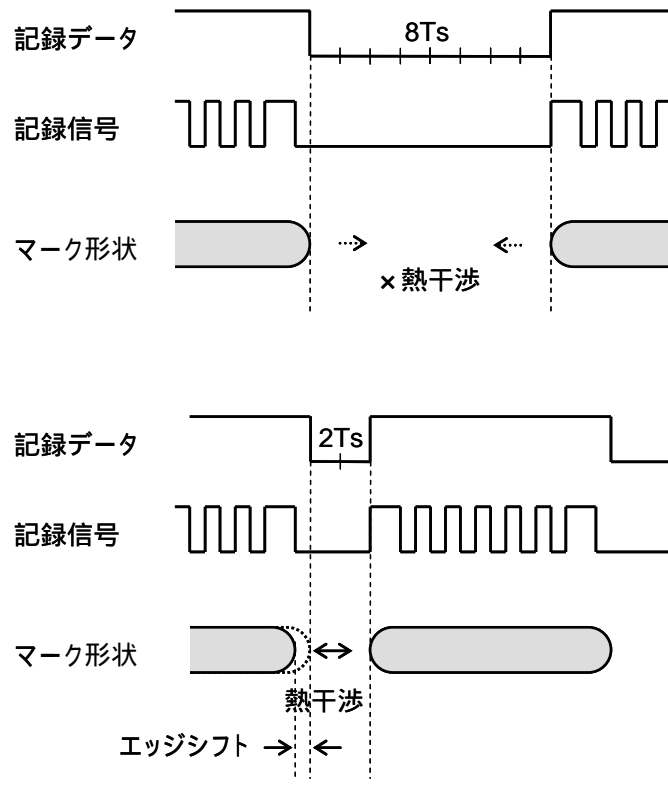 記録データ
8Ts
記録信号
マーク形状
×熱干渉
記録データ
2Ts
記録信号
マーク形状
熱干渉
エッジシフト